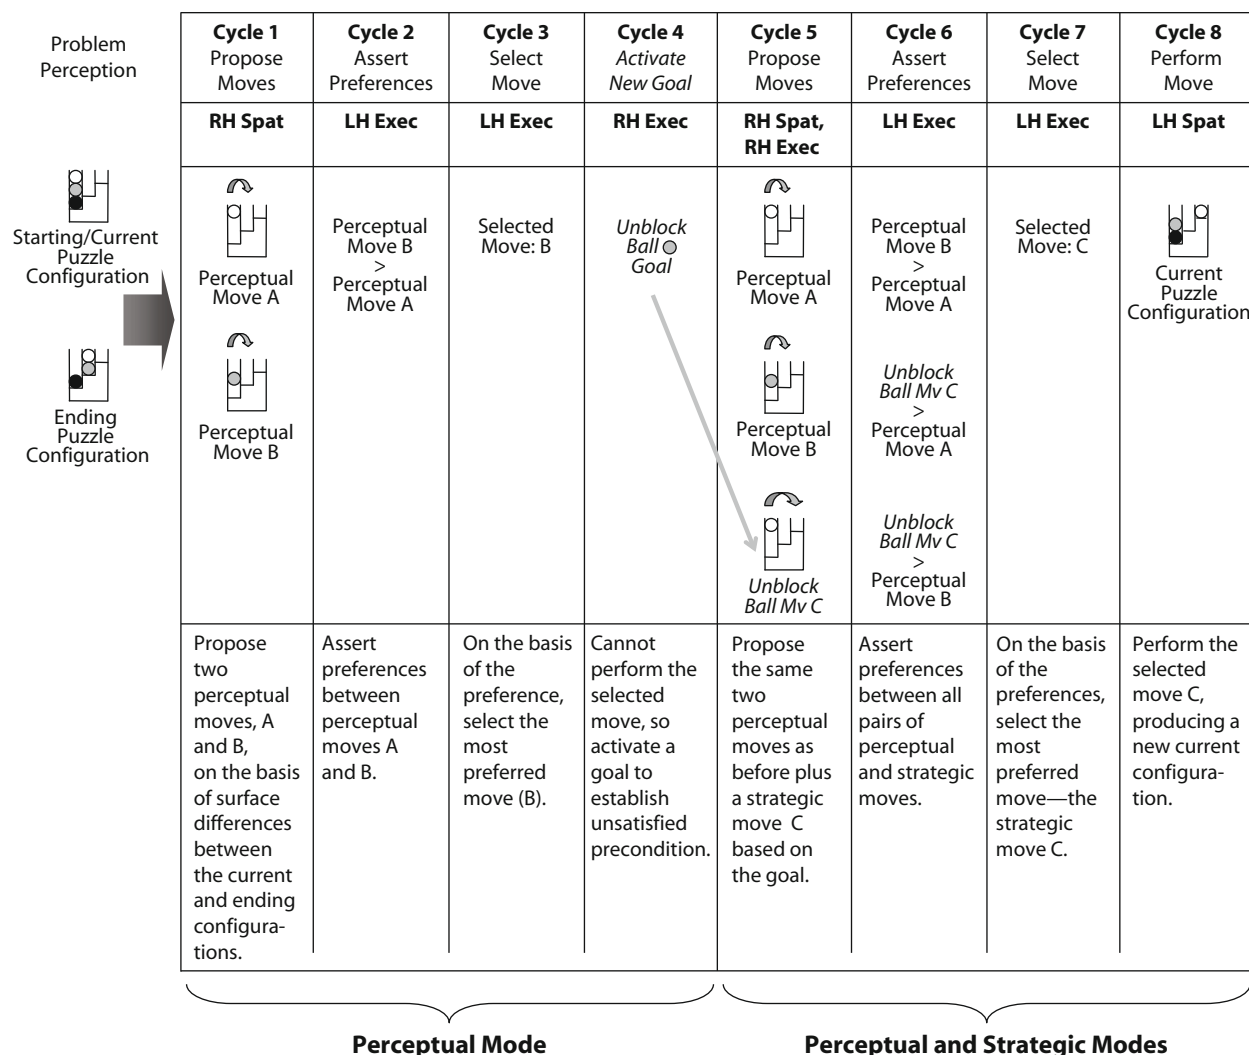 Problem
Perception
Cycle 1
Propose
Moves
Cycle 2
Assert
Preferences
Cycle 3
Select
Move
Cycle 4
Activate
New Goal
Cycle 5
Propose
Moves
Cycle 6
Assert
Preferences
Cycle 7
Select
Move
Cycle 8
Perform
Move
RH Spat
LH Exec
LH Exec
RH Exec
RH Spat,
RH Exec
LH Exec
LH Exec
LH Spat
Starting/Current
Puzzle
Configuration
Ending
Puzzle
Configuration
Perceptual
Move A
Perceptual
Move B
Perceptual
Move B
>
Perceptual
Move A
Selected
Move: B
Unblock
Ball
Goal
Perceptual
Move A
Perceptual
Move B
Unblock
Ball Mv C
Perceptual
Move B
>
Perceptual
Move A
Unblock
Ball Mv C
>
Perceptual
Move A
Unblock
Ball Mv C
>
Perceptual
Move B
Selected
Move: C
Current
Puzzle
Configuration
Propose
two
perceptual
moves, A
and B,
on the basis
of surface
differences
between
the current
and ending
configura-
tions.
Assert
preferences
between
perceptual
moves A
and B.
On the basis
of the
preference,
select the
most
preferred
move (B).
Cannot
perform the
selected
move, so
activate a
goal to
establish
unsatisfied
precondition.
Propose
the same
two
perceptual
moves as
before plus
a strategic
move C
based on
the goal.
Assert
preferences
between all
pairs of
perceptual
and strategic
moves.
On the basis
of the
preferences,
select the
most
preferred
move—the
strategic
move C.
Perform the
selected
move C,
producing a
new current
configura-
tion.
Perceptual Mode
Perceptual and Strategic Modes